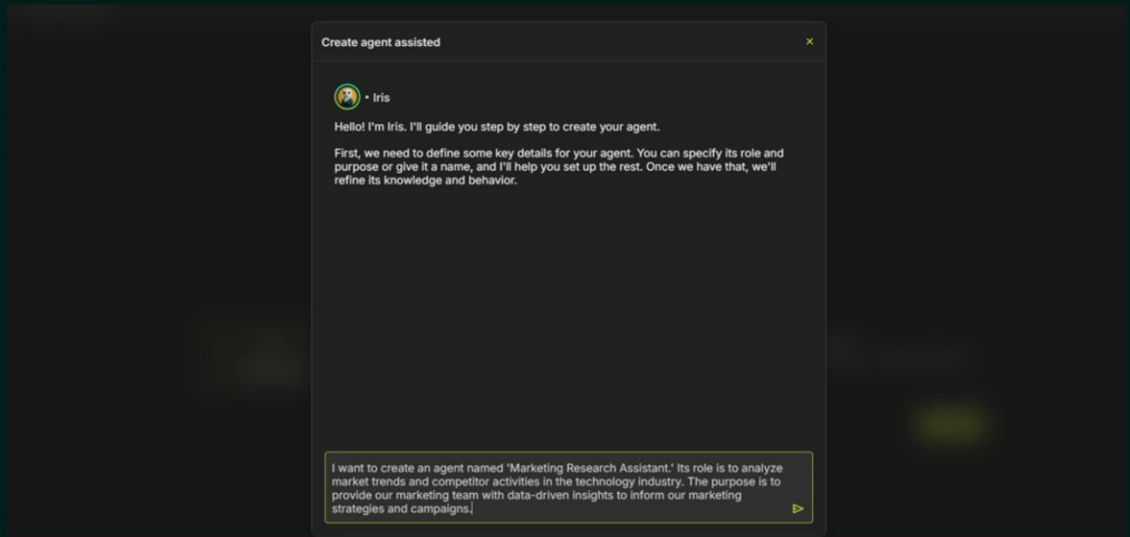 Create agent assisted
×
• Iris
Hello! I'm Iris. I'll guide you step by step to create your agent.
First, we need to define some key details for your agent. You can specify its role and
purpose or give it a name, and I'll help you set up the rest. Once we have that, we'll
refine its knowledge and behavior.
I want to create an agent named 'Marketing Research Assistant.' Its role is to analyze
market trends and competitor activities in the technology industry. The purpose is to
provide our marketing team with data-driven insights to inform our marketing
strategies and campaigns.